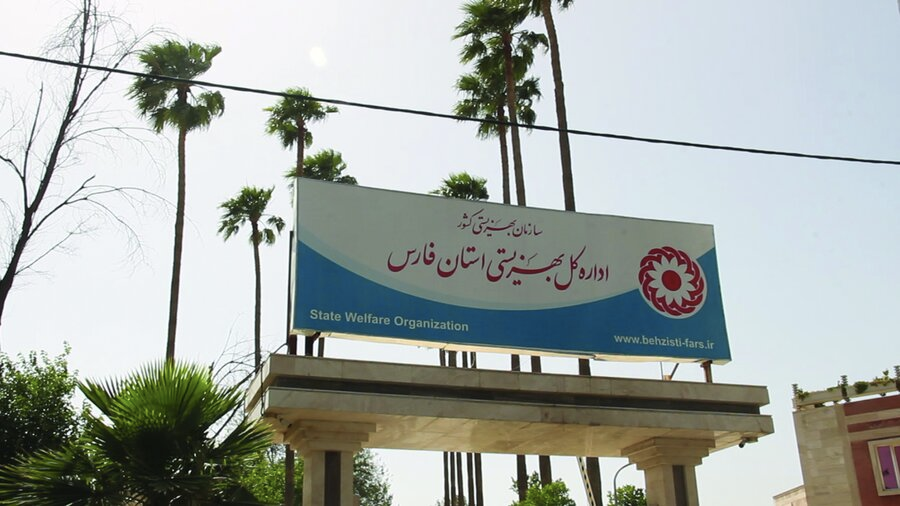 سازمان بهزیستی کشور
اداره کل بهزیستی استان فارس
State Welfare Organization
www.behzisti-fars.ir